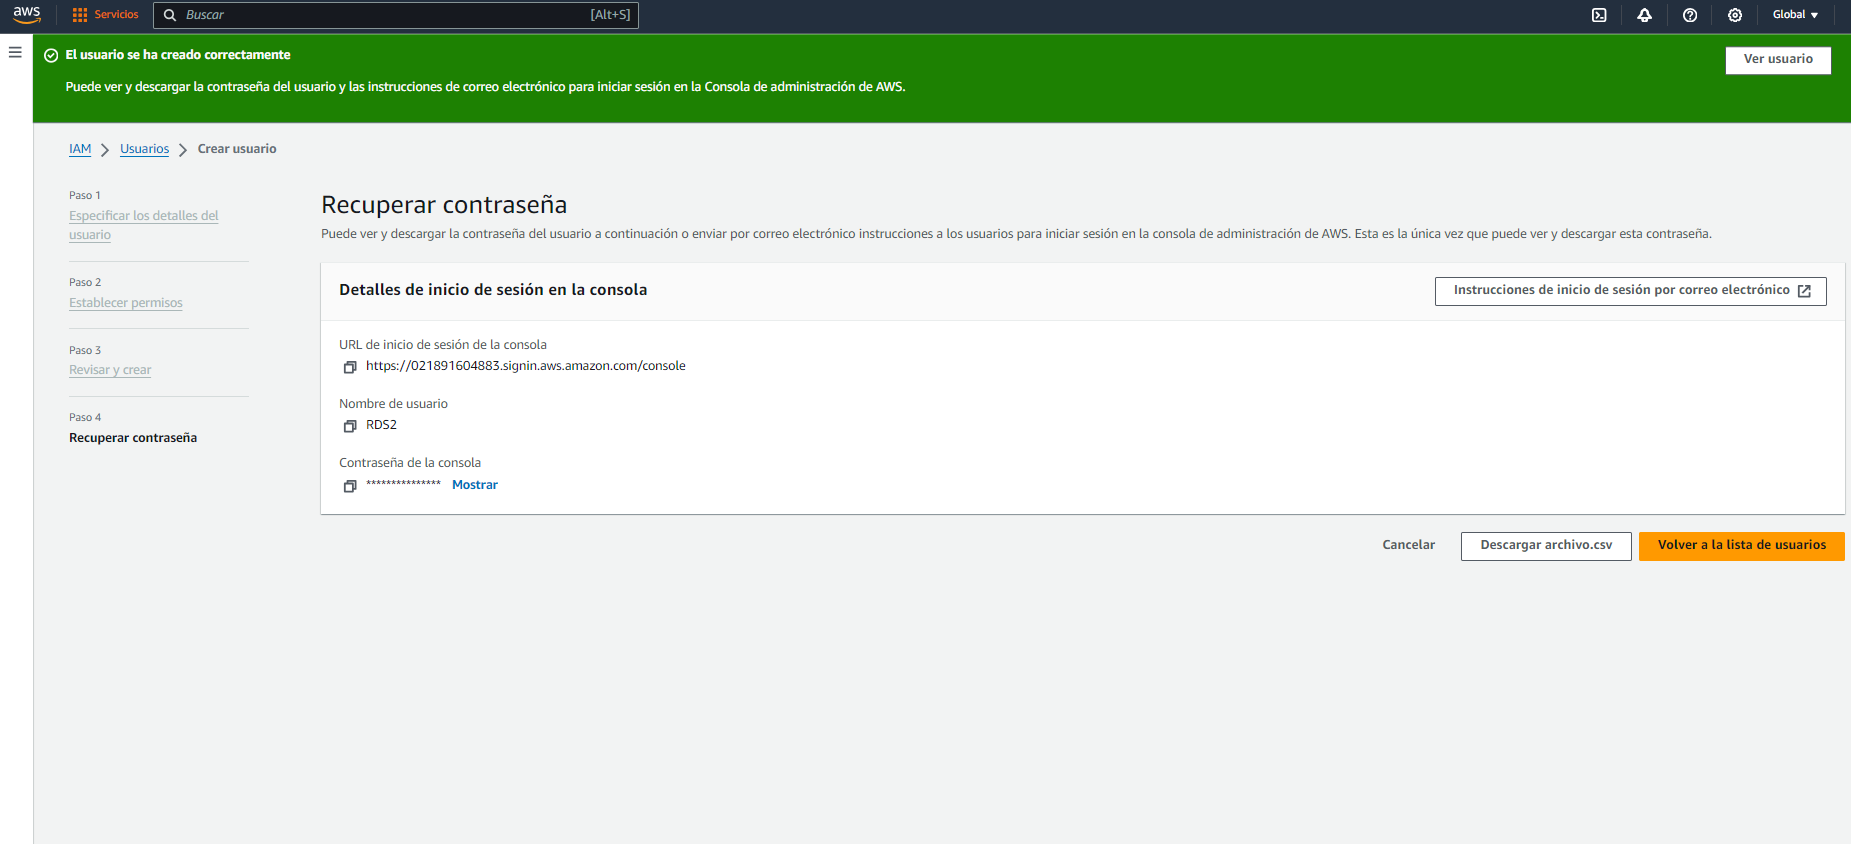 aws
Servicios
Buscar
[Alt+S]
Global
El usuario se ha creado correctamente
Puede ver y descargar la contraseña del usuario y las instrucciones de correo electrónico para iniciar sesión en la Consola de administración de AWS.
Ver usuario
IAM
Usuarios
Crear usuario
Paso 1
Especificar los detalles del
usuario
Paso 2
Establecer permisos
Paso 3
Revisar y crear
Paso 4
Recuperar contraseña
Recuperar contraseña
Puede ver y descargar la contraseña del usuario a continuación o enviar por correo electrónico instrucciones a los usuarios para iniciar sesión en la consola de administración de AWS. Esta es la única vez que puede ver y descargar esta contraseña.
Detalles de inicio de sesión en la consola
Instrucciones de inicio de sesión por correo electrónico
URL de inicio de sesión de la consola
https://021891604883.signin.aws.amazon.com/console
Nombre de usuario
RDS2
Contraseña de la consola
*************** Mostrar
Cancelar
Descargar archivo.csv
Volver a la lista de usuarios